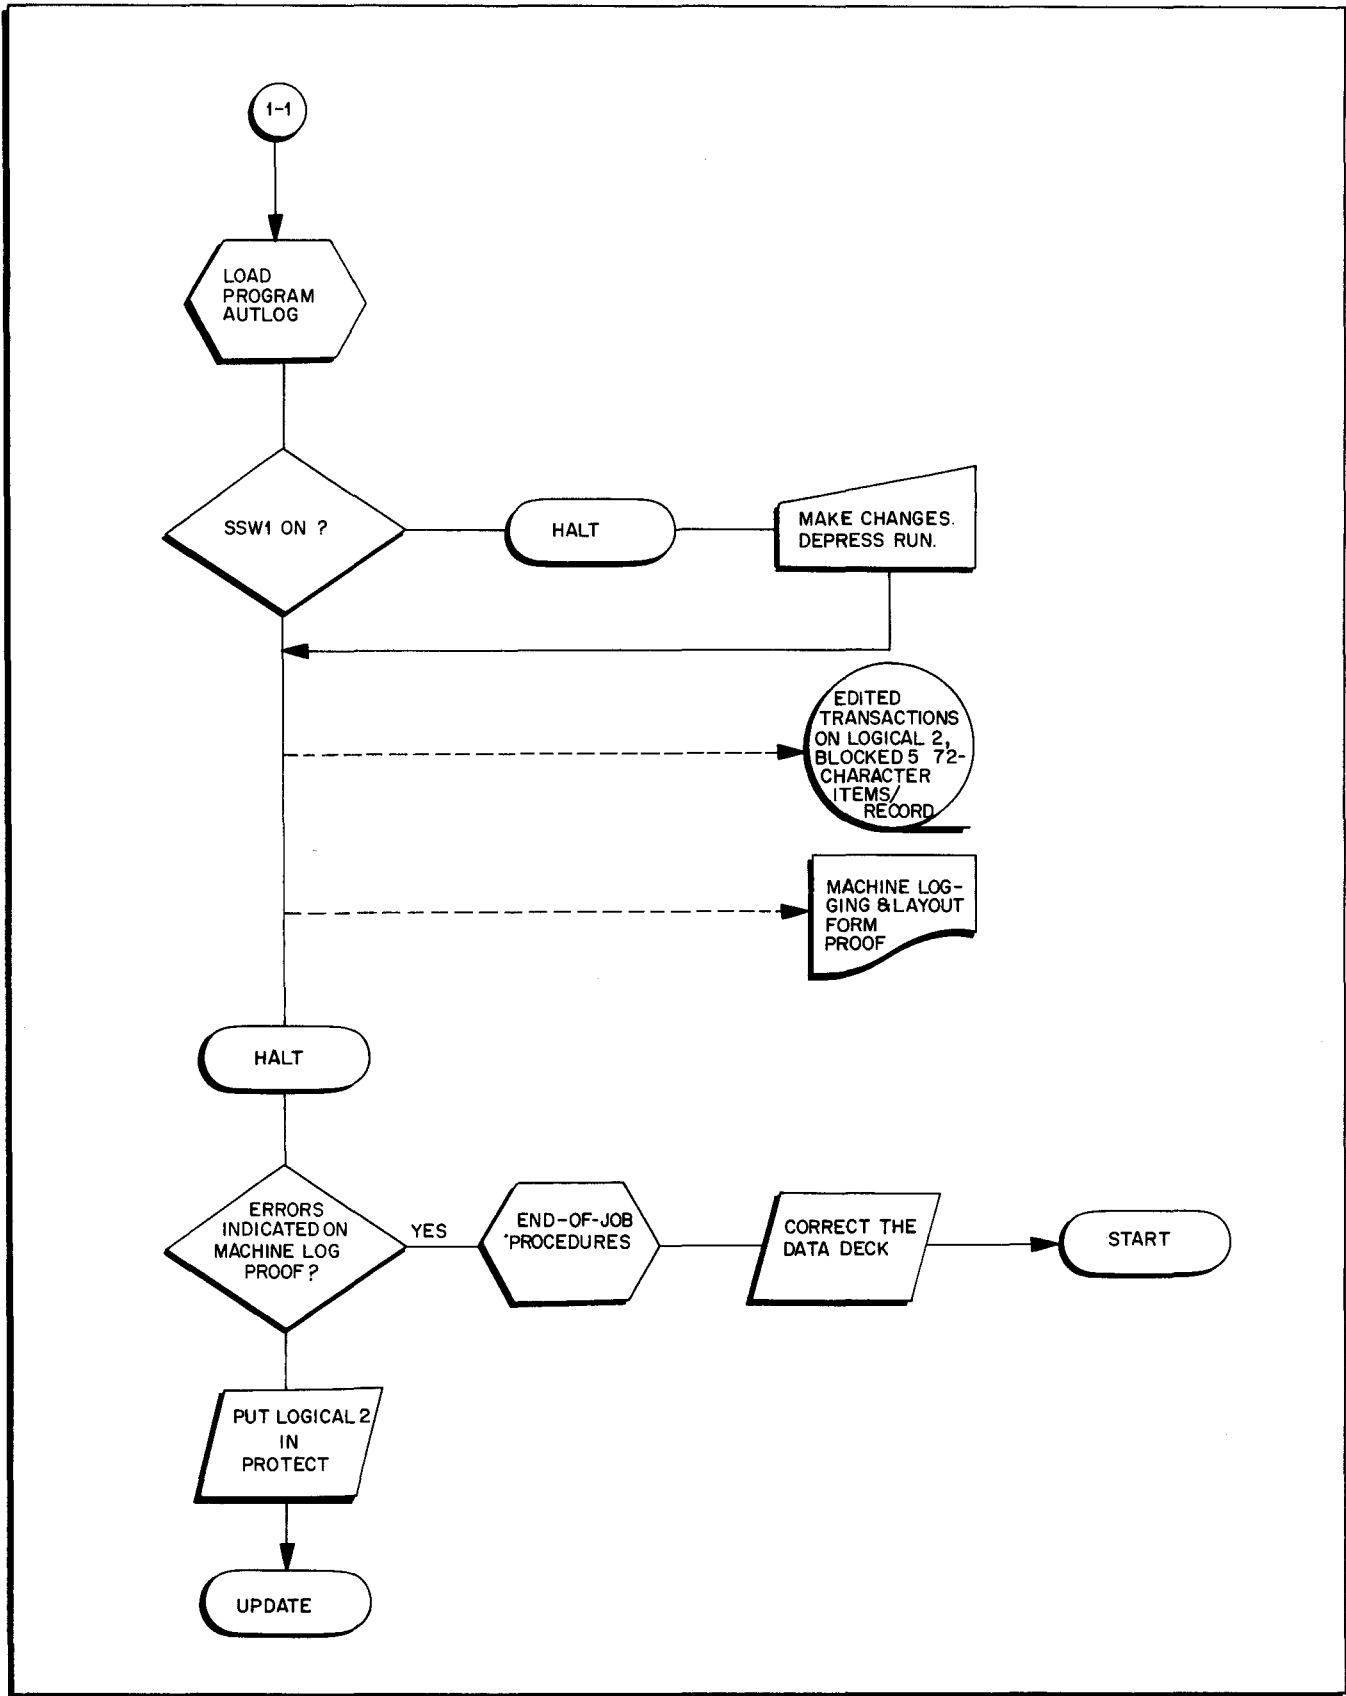 1-1
LOAD
PROGRAM
AUTLOG
SSW1 ON ?
HALT
MAKE CHANGES.
DEPRESS RUN.
EDITED
TRANSACTIONS
ON LOGICAL 2,
BLOCKED 5 72-
CHARACTER
ITEMS/
RECORD
MACHINE LOG-
GING & LAYOUT
FORM
PROOF
HALT
ERRORS
INDICATED ON
MACHINE LOG
PROOF?
YES
END-OF-JOB
PROCEDURES
CORRECT THE
DATA DECK
START
PUT LOGICAL 2
IN
PROTECT
UPDATE